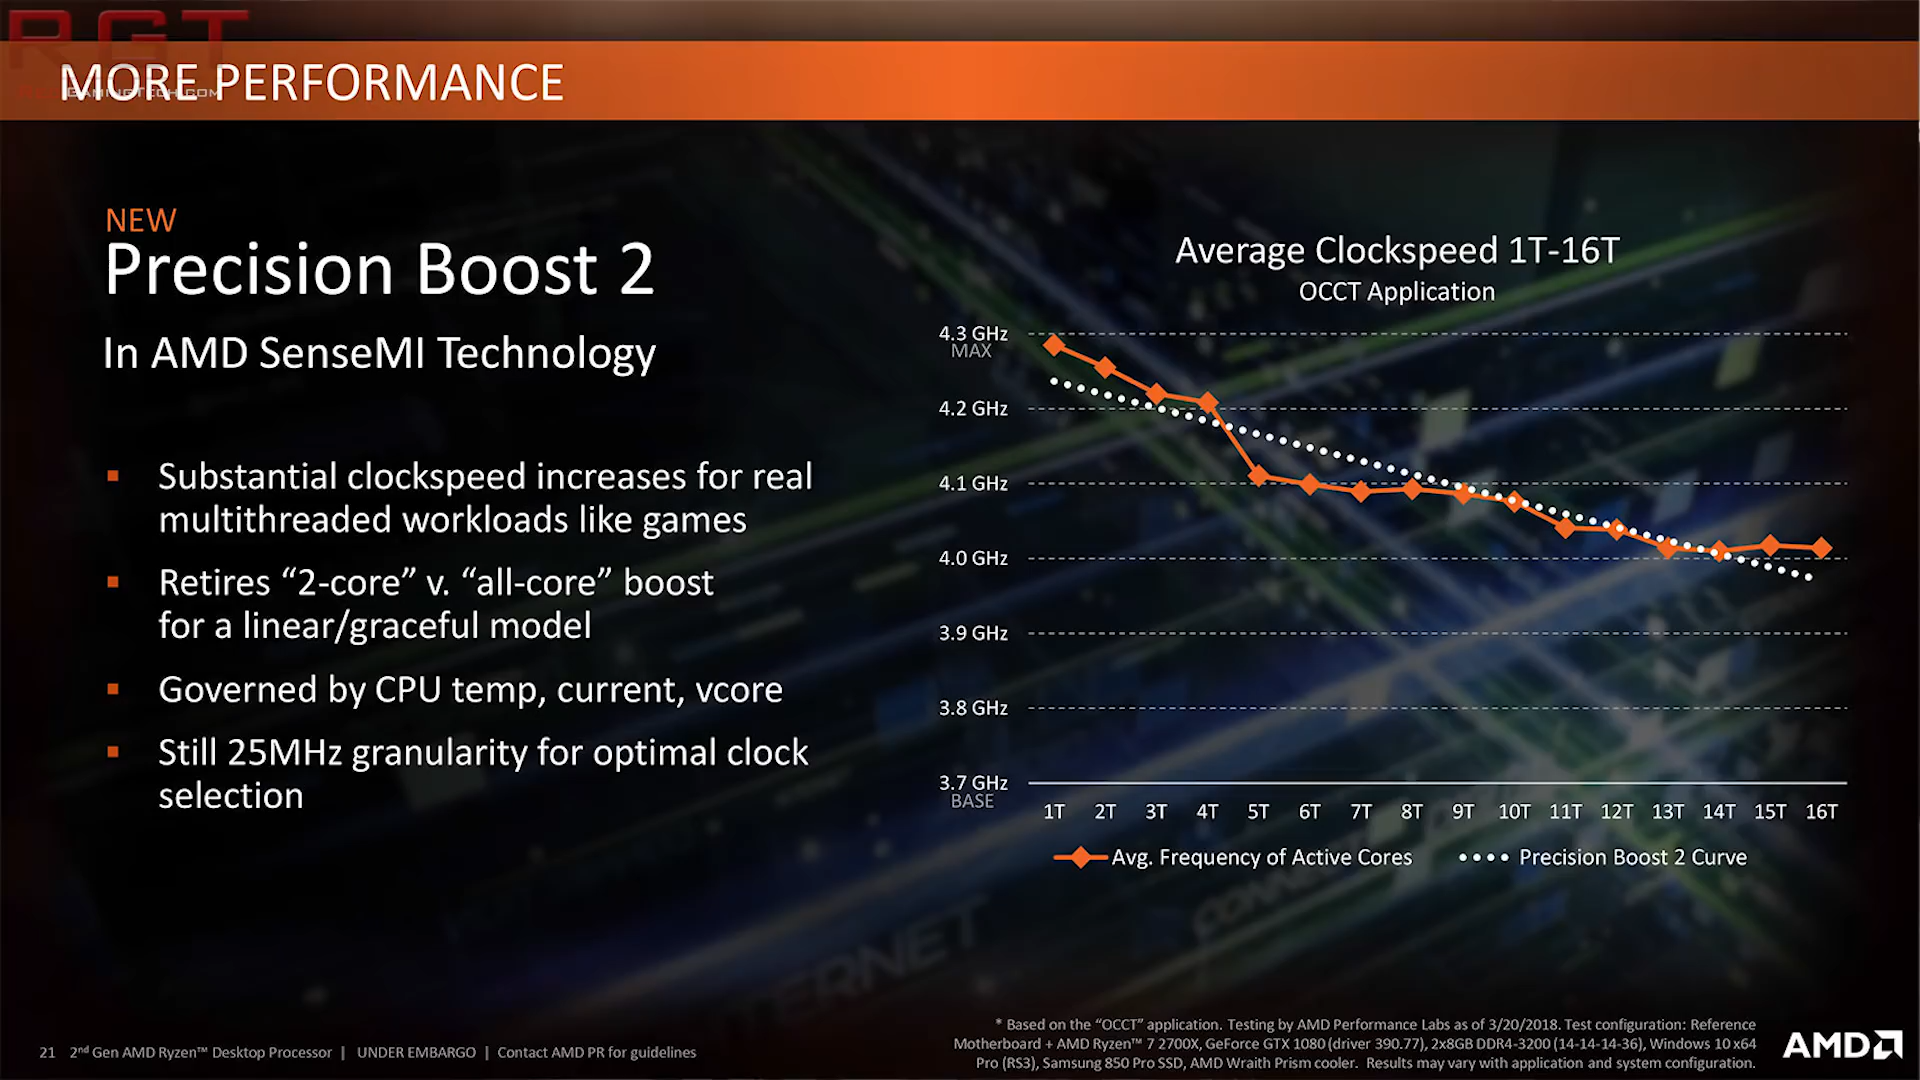 RGT
GAMINGTECH.COM
MORE PERFORMANCE
NEW
Precision Boost 2
In AMD SenseMI Technology
▪ Substantial clockspeed increases for real
multithreaded workloads like games
▪ Retires “2-core” v. “all-core” boost
for a linear/graceful model
▪ Governed by CPU temp, current, vcore
▪ Still 25MHz granularity for optimal clock
selection
Average Clockspeed 1T-16T
OCCT Application
4.3 GHz
MAX
4.2 GHz
4.1 GHz
4.0 GHz
3.9 GHz
3.8 GHz
3.7 GHz
BASE
1T 2T 3T 4T 5T 6T 7T 8T 9T 10T 11T 12T 13T 14T 15T 16T
Avg. Frequency of Active Cores Precision Boost 2 Curve
INTERNET
* Based on the “OCCT” application. Testing by AMD Performance Labs as of 3/20/2018. Test configuration: Reference
Motherboard + AMD Ryzen™ 7 2700X, GeForce GTX 1080 (driver 390.77), 2x8GB DDR4-3200 (14-14-14-36), Windows 10 x64
Pro (RS3), Samsung 850 Pro SSD, AMD Wraith Prism cooler. Results may vary with application and system configuration.
21 2nd Gen AMD Ryzen™ Desktop Processor | UNDER EMBARGO | Contact AMD PR for guidelines
AMD